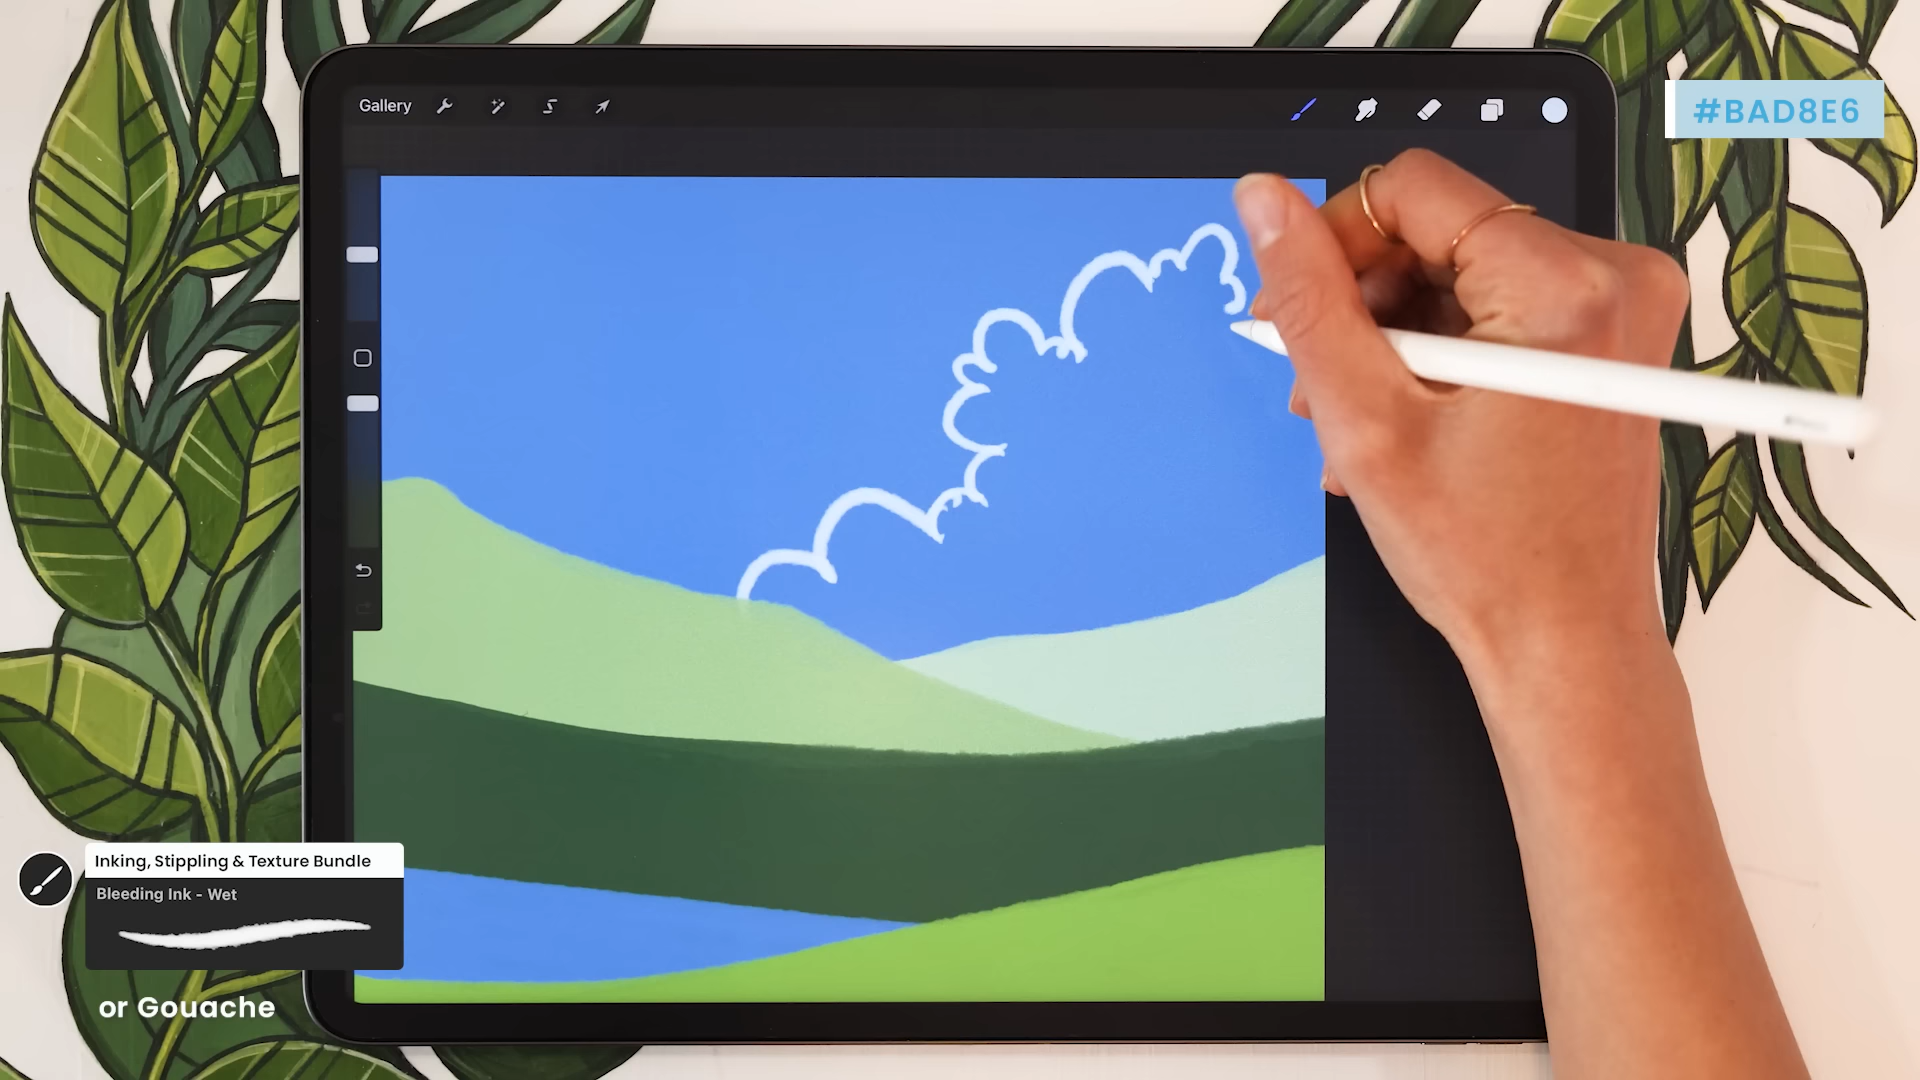 Gallery
#BAD8E6
Inking, Stippling & Texture Bundle
Bleeding Ink - Wet
or Gouache